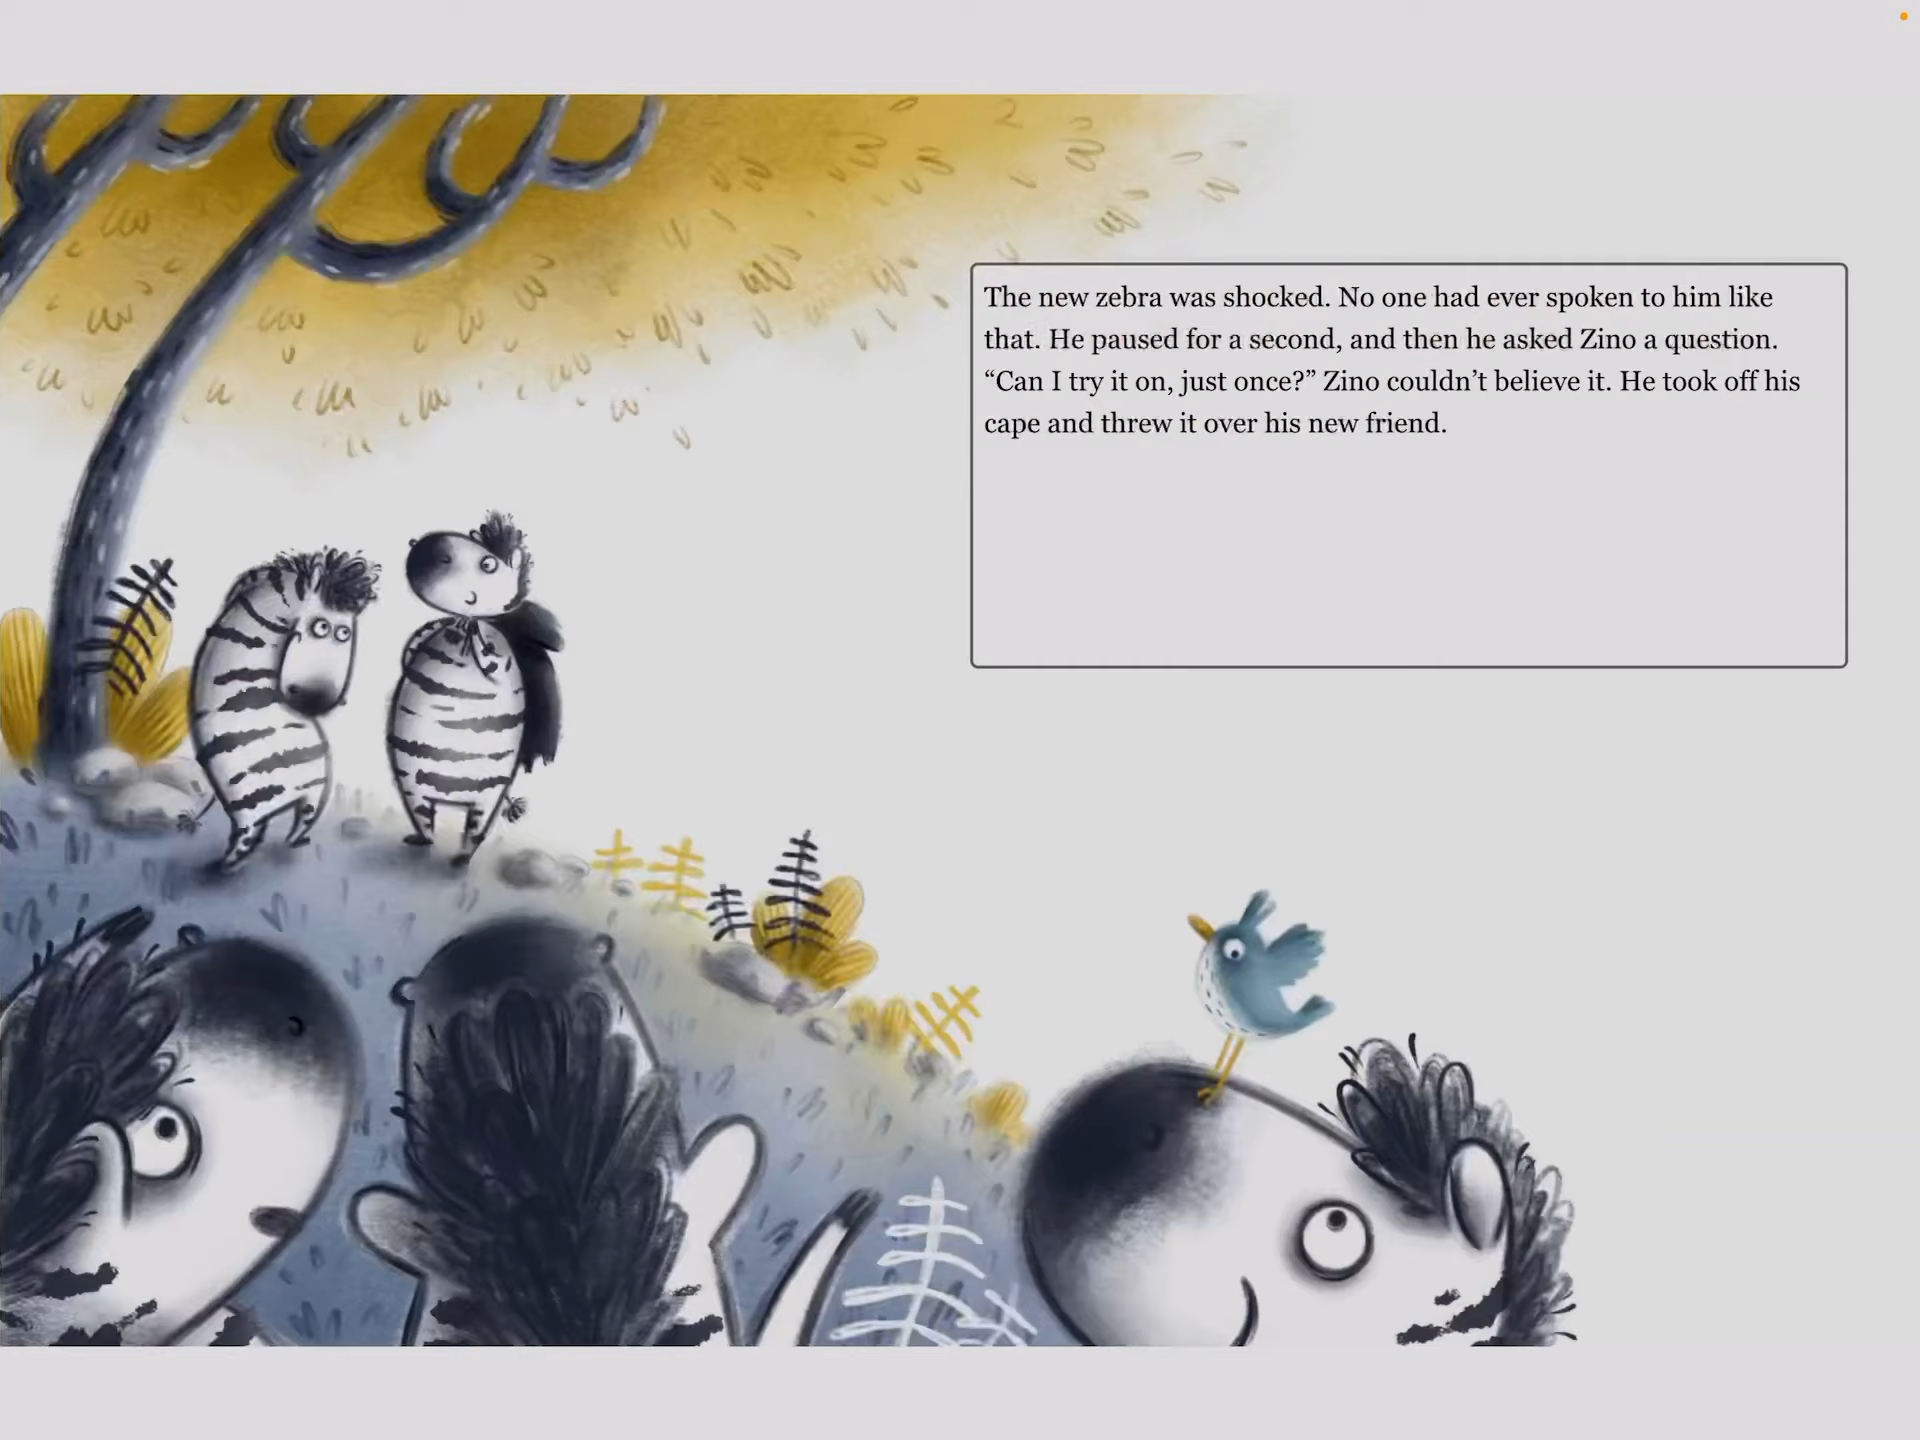 The new zebra was shocked. No one had ever spoken to him like
that. He paused for a second, and then he asked Zino a question.
“Can I try it on, just once?” Zino couldn’t believe it. He took off his
cape and threw it over his new friend.